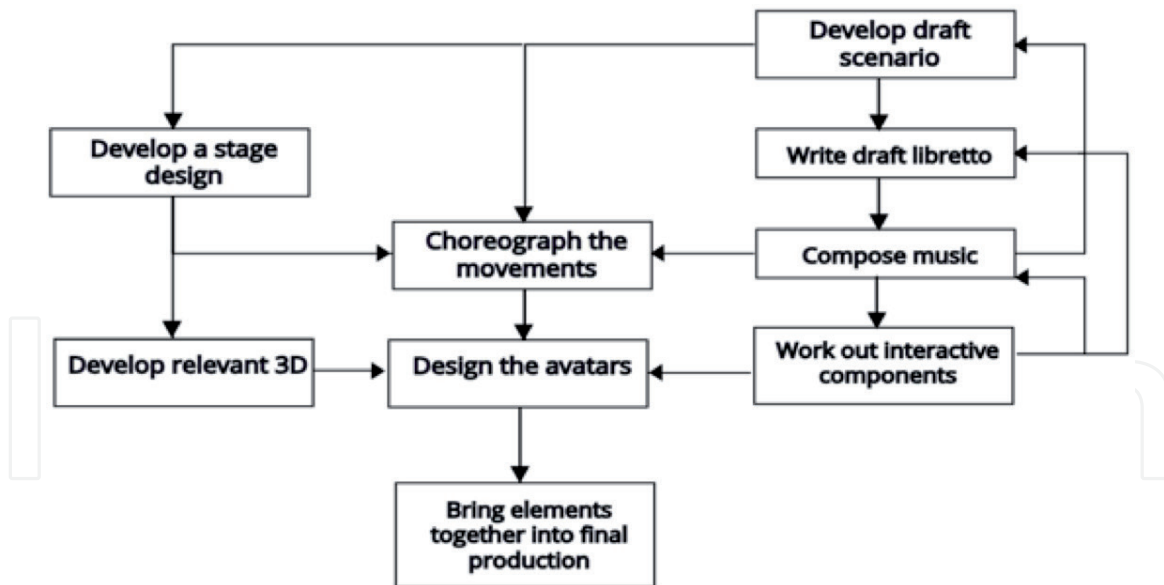 Develop draft
scenario
Develop a stage
design
Write draft libretto
Choreograph the
movements
Compose music
Develop relevant 3D
Design the avatars
Work out interactive
components
Bring elements
together into final
production